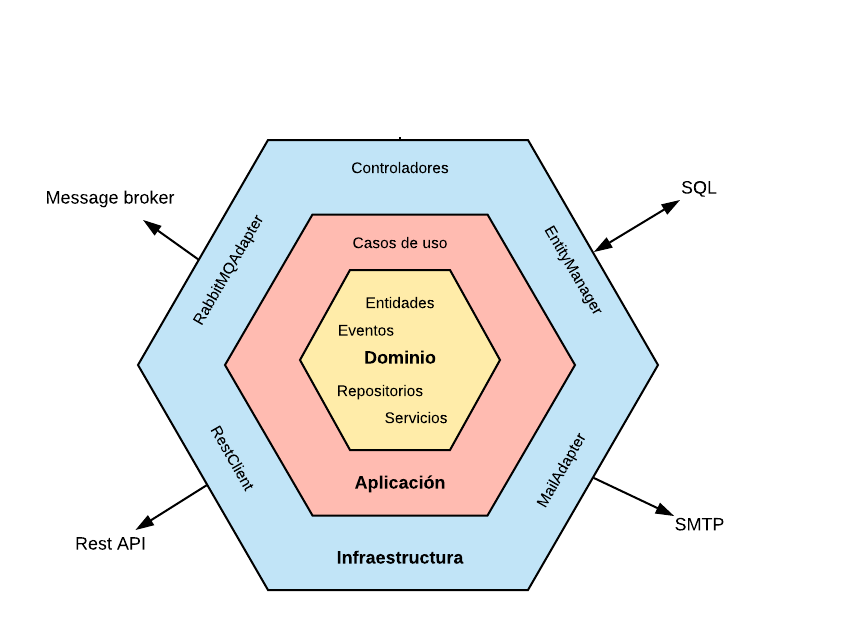 Controladores
Message broker
SQL
RabbitMQAdapter
EntityManager
Casos de uso
Entidades
Eventos
Dominio
Repositorios
Servicios
RestClient
MailAdapter
Aplicación
Rest API
SMTP
Infraestructura